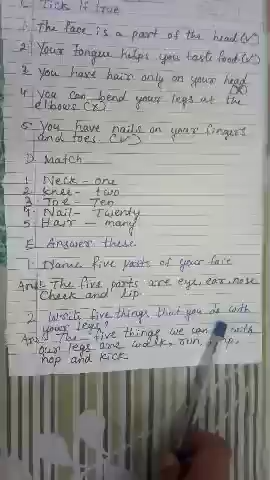 C. Tick if true
1. The face is a part of the head (✓)
2. Your Tongue helps you taste food (✓)
3 you have hair only on your head
(X)
4. you can bend your legs at the
elbows (X)
5. you have nails on your fingers
and toes. (✓)
D. Match
1. Neck - one
2. Knee - two
3 Toe - Ten
4. Nail - Twenty
5 Hair - many
E. Answer these
1. Name five parts of your face
Ans: The five parts are eye, ear, nose
Cheek and lip.
2. Write five things that you do with
your legs?
Ans The five things we can with
our legs are walk, run,
hop and kick